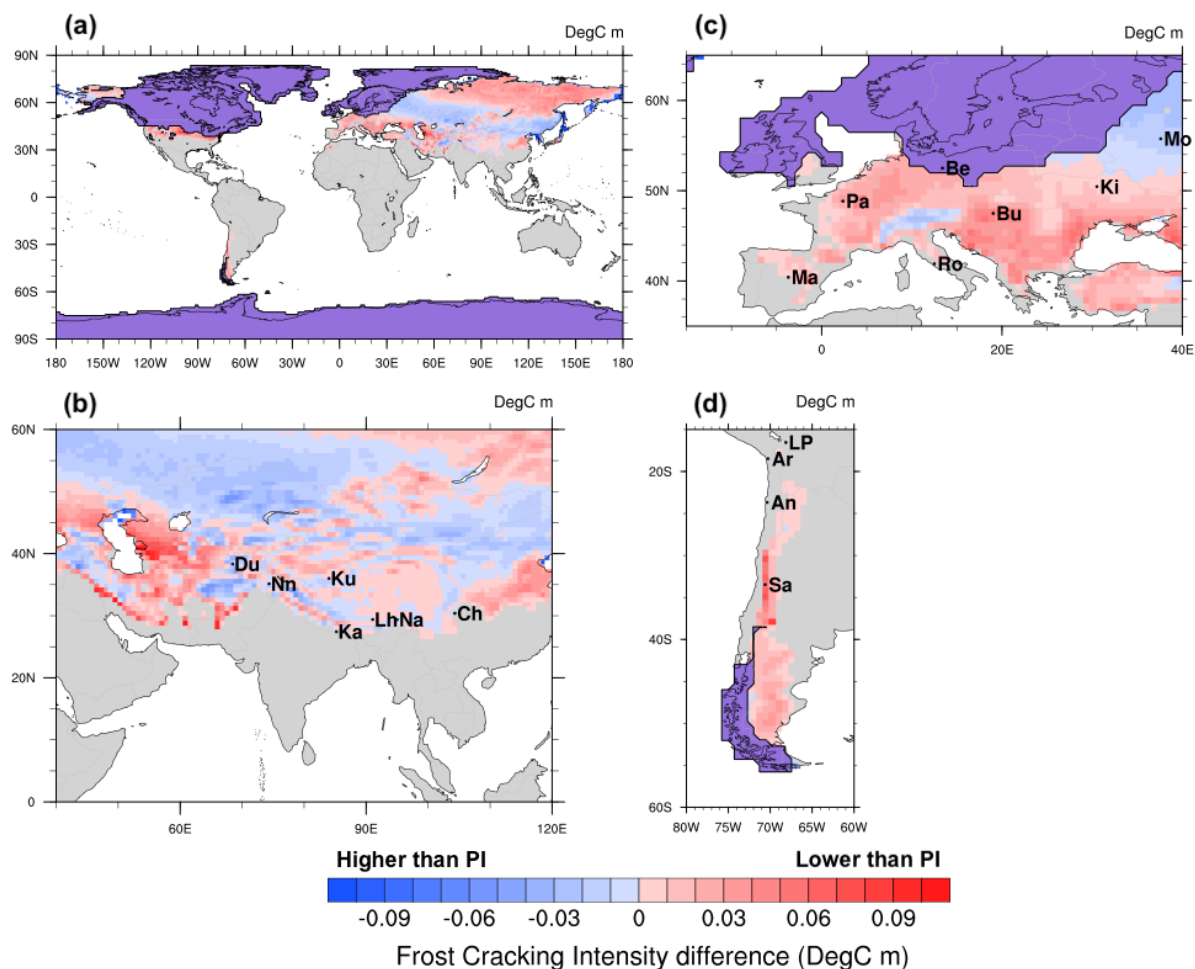 (a)
DegC m
90N
60N
30N
0
30S
60S
90S
180 150W 120W 90W 60W 30W 0 30E 60E 90E 120E 150E 180
(c)
DegC m
60N
50N
40N
0 20E 40E
Mo
Be
Ki
Pa
Bu
Ro
Ma
(b)
DegC m
60N
40N
20N
0
60E 90E 120E
Du
Nn
Ku
Ka
Lh
Na
Ch
(d)
DegC m
20S
40S
60S
80W 75W 70W 65W 60W
LP
Ar
An
Sa
Higher than PI Lower than PI
-0.09 -0.06 -0.03 0 0.03 0.06 0.09
Frost Cracking Intensity difference (DegC m)